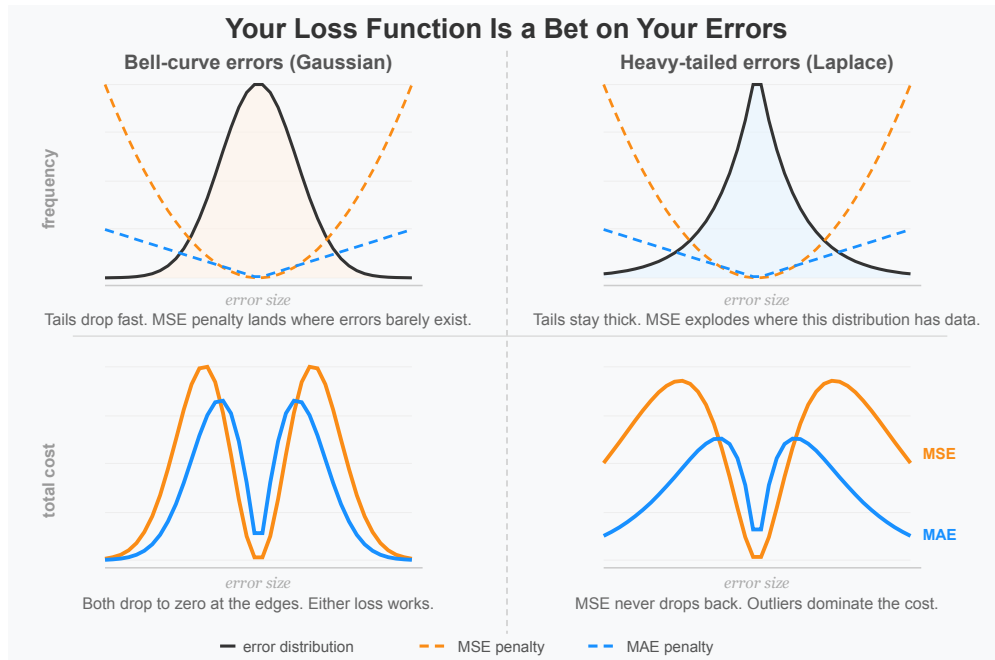 Your Loss Function Is a Bet on Your Errors
Bell-curve errors (Gaussian)
Heavy-tailed errors (Laplace)
frequency
error size
error size
Tails drop fast. MSE penalty lands where errors barely exist.
Tails stay thick. MSE explodes where this distribution has data.
total cost
MSE
MAE
error size
error size
Both drop to zero at the edges. Either loss works.
MSE never drops back. Outliers dominate the cost.
error distribution
MSE penalty
MAE penalty